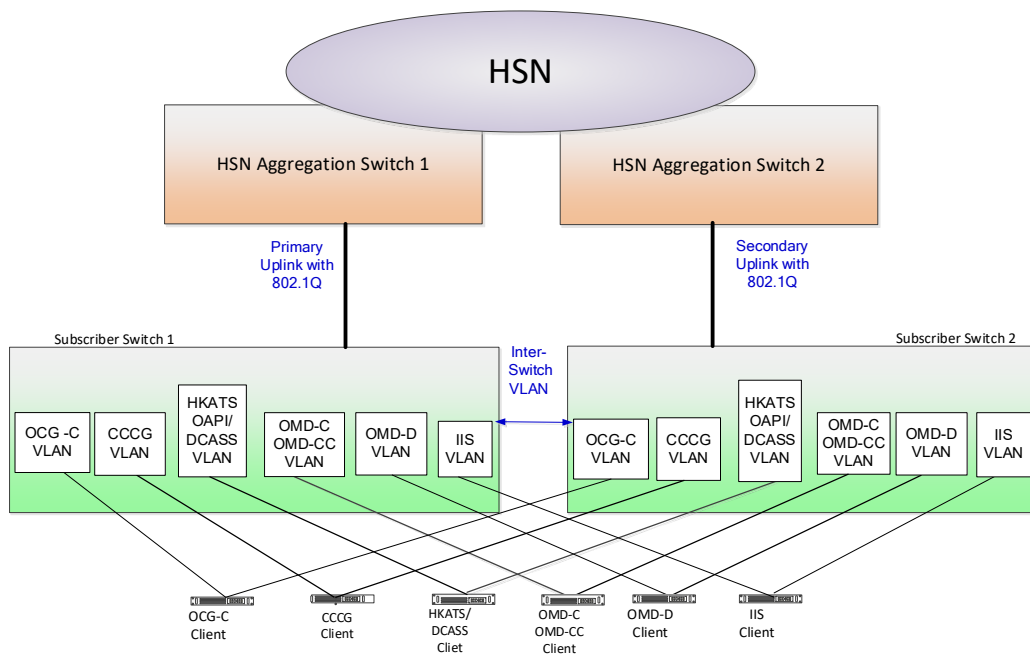 HSN
HSN Aggregation Switch 1
HSN Aggregation Switch 2
Primary
Uplink with
802.1Q
Secondary
Uplink with
802.1Q
Subscriber Switch 1
Inter-
Switch
VLAN
Subscriber Switch 2
OCG -C
VLAN
CCCG
VLAN
HKATS
OAPI/
DCASS
VLAN
OMD-C
OMD-CC
VLAN
OMD-D
VLAN
IIS
VLAN
OCG-C
VLAN
CCCG
VLAN
HKATS
OAPI/
DCASS
VLAN
OMD-C
OMD-CC
VLAN
OMD-D
VLAN
IIS
VLAN
OCG-C
Client
CCCG
Client
HKATS/
DCASS
Cliet
OMD-C
OMD-CC
Client
OMD-D
Client
IIS
Client